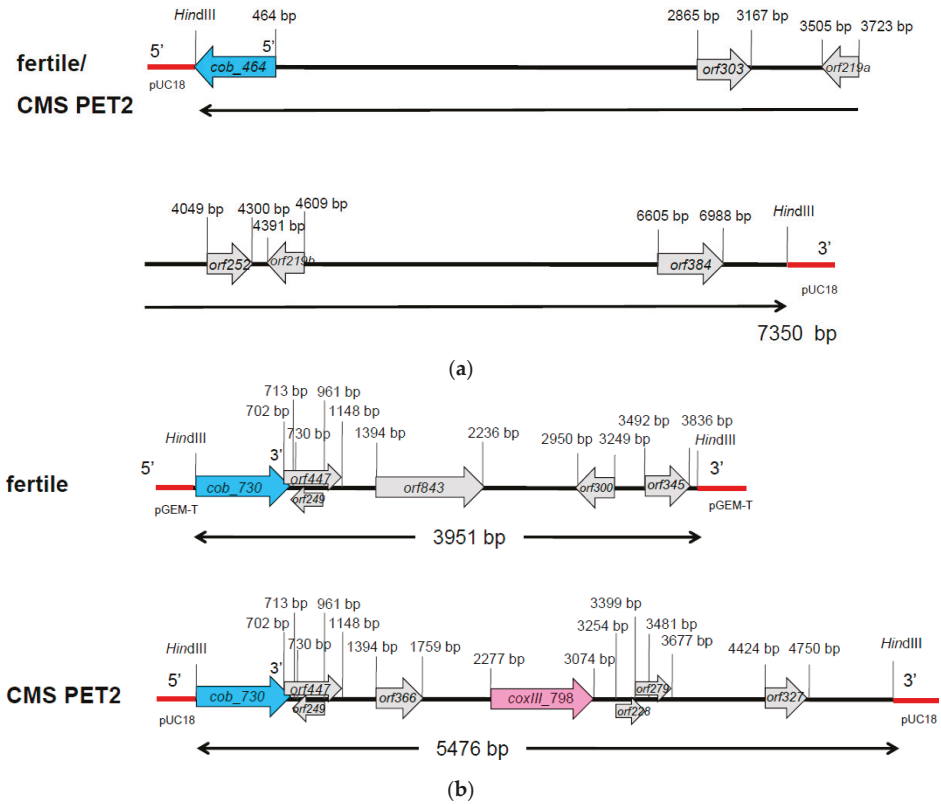 HindIII 464 bp 2865 bp 3167 bp 3505 bp 3723 bp
5’ 5’
fertile/
CMS PET2
pUC18 cob_464 orf303 orf219a
4049 bp 4300 bp 4609 bp 6605 bp 6988 bp HindIII
4391 bp
3’
orf252 orf219b orf384
pUC18
7350 bp
(a)
713 bp 961 bp
702 bp 1148 bp 1394 bp 2236 bp 2950 bp 3249 bp 3492 bp 3836 bp
HindIII 730 bp HindIII
5’ 3’ 3’
fertile cob_730 orf447 orf249 orf843 orf300 orf345
pGEM-T pGEM-T
3951 bp
713 bp 961 bp 3399 bp
702 bp 1148 bp 3254 bp 3481 bp
HindIII 730 bp 1394 bp 1759 bp 2277 bp 3074 bp 3677 bp 4424 bp 4750 bp HindIII
5’ 3’ 3’
CMS PET2 cob_730 orf447 orf249 orf366 coxIII_798 orf228 orf279 orf327
pUC18 pUC18
5476 bp
(b)